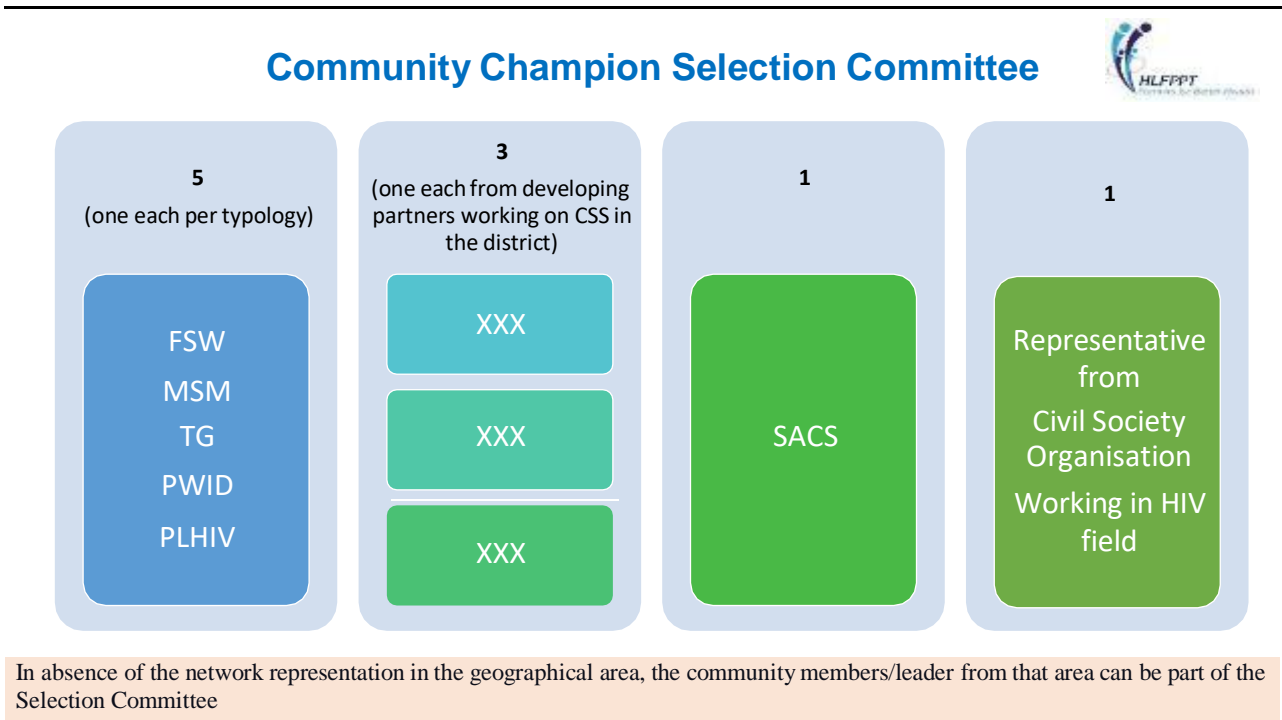 Community Champion Selection Committee
HLFPPT
5
(one each per typology)
FSW
MSM
TG
PWID
PLHIV
3
(one each from developing
partners working on CSS in
the district)
XXX
XXX
XXX
1
SACS
1
Representative
from
Civil Society
Organisation
Working in HIV
field
In absence of the network representation in the geographical area, the community members/leader from that area can be part of the
Selection Committee